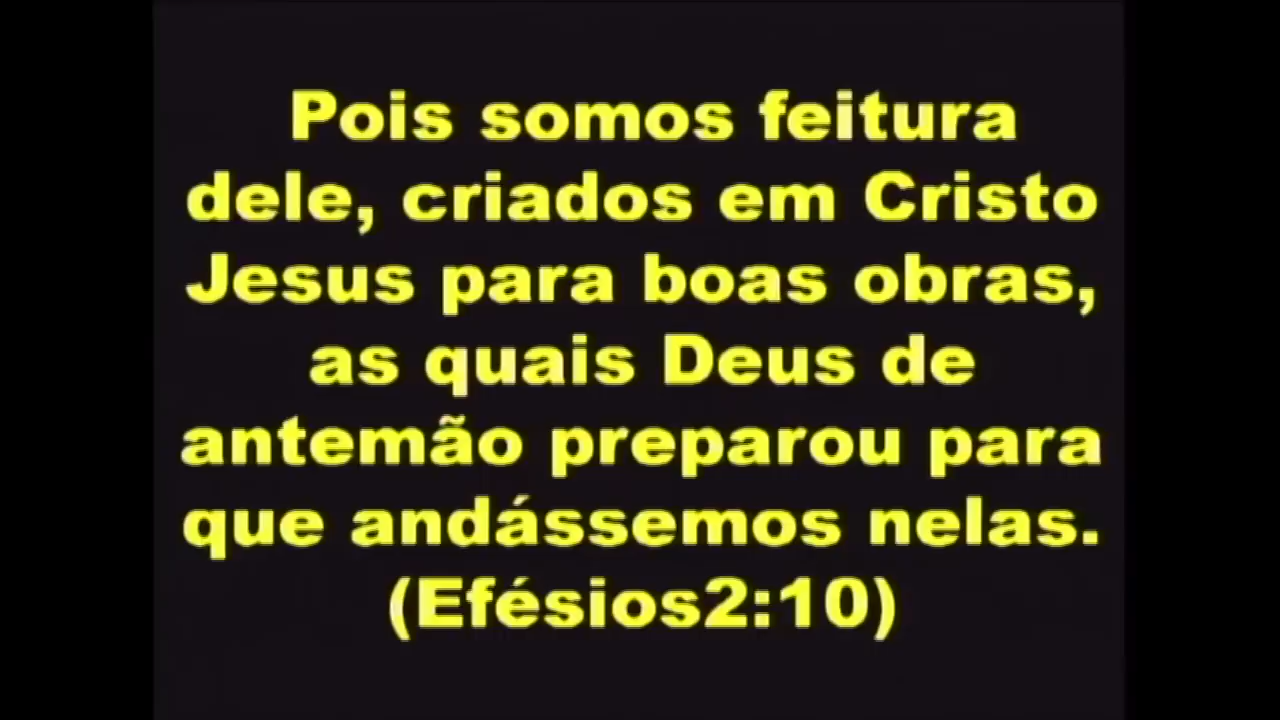 Pois somos feitura
dele, criados em Cristo
Jesus para boas obras,
as quais Deus de
antemão preparou para
que andássemos nelas.
(Efésios2:10)